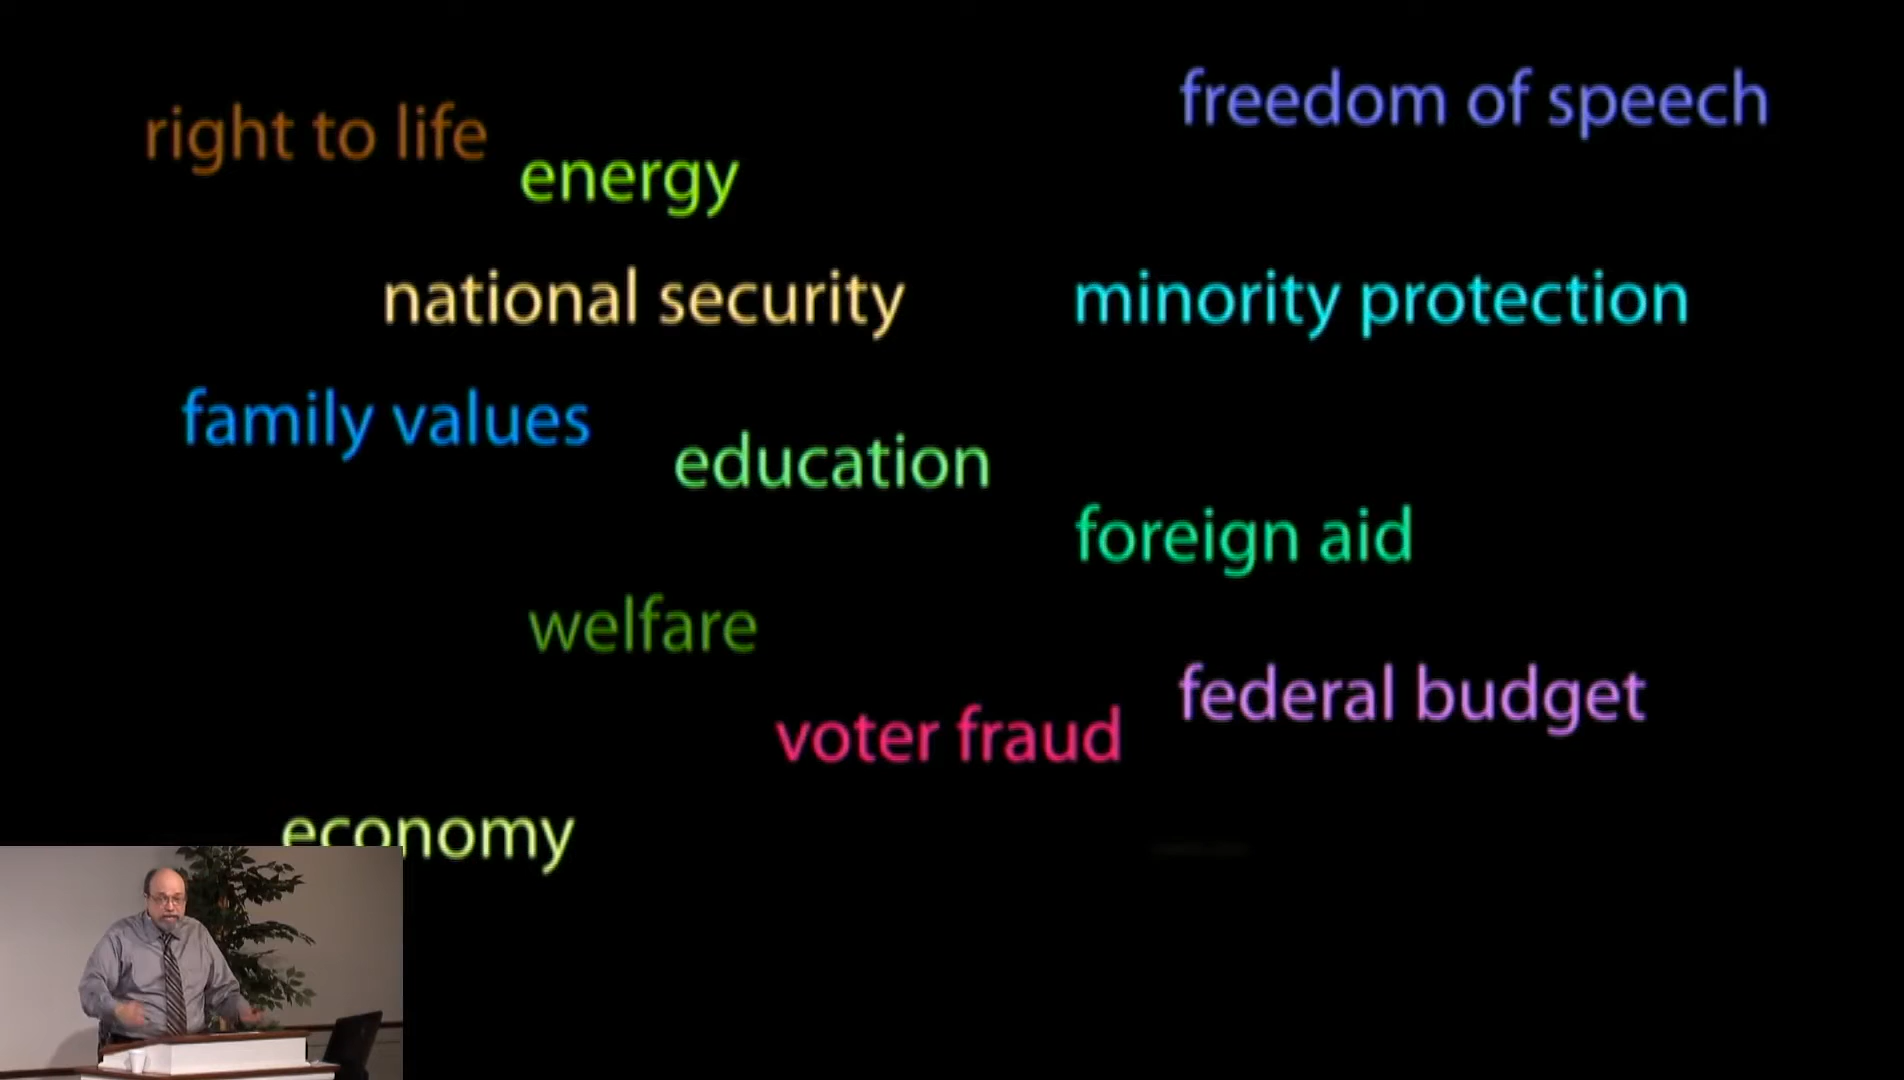 freedom of speech
right to life
energy
national security
minority protection
family values
education
foreign aid
welfare
federal budget
voter fraud
economy